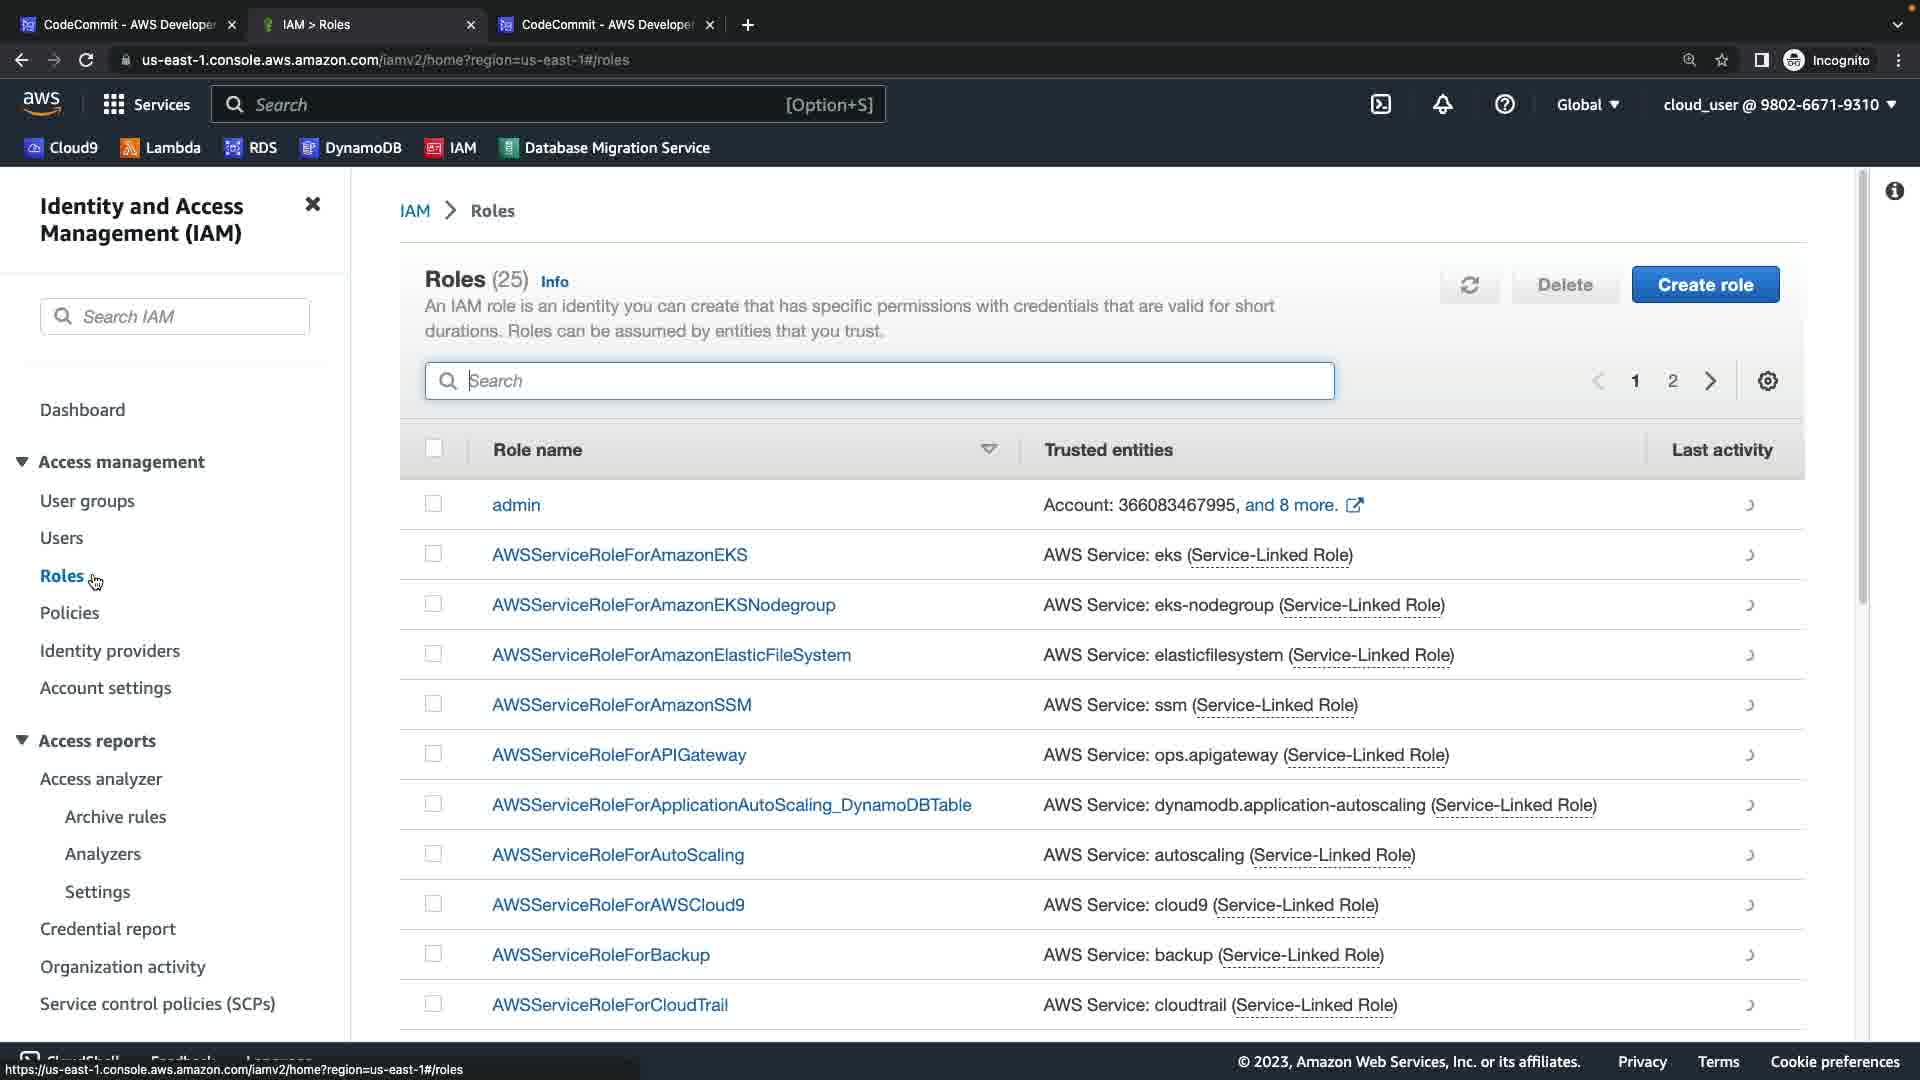 CodeCommit - AWS Developer
IAM > Roles
CodeCommit - AWS Developer
us-east-1.console.aws.amazon.com/iamv2/home?region=us-east-1#/roles
Incognito
aws
Services
Search
[Option+S]
Global
cloud_user @ 9802-6671-9310
Cloud9
Lambda
RDS
DynamoDB
IAM
Database Migration Service
Identity and Access
Management (IAM)
Search IAM
Dashboard
Access management
User groups
Users
Roles
Policies
Identity providers
Account settings
Access reports
Access analyzer
Archive rules
Analyzers
Settings
Credential report
Organization activity
Service control policies (SCPs)
IAM > Roles
Roles (25) Info
An IAM role is an identity you can create that has specific permissions with credentials that are valid for short
durations. Roles can be assumed by entities that you trust.
Delete
Create role
Search
1 2
Role name Trusted entities Last activity
admin Account: 366083467995, and 8 more.
AWSServiceRoleForAmazonEKS AWS Service: eks (Service-Linked Role)
AWSServiceRoleForAmazonEKSNodegroup AWS Service: eks-nodegroup (Service-Linked Role)
AWSServiceRoleForAmazonElasticFileSystem AWS Service: elasticfilesystem (Service-Linked Role)
AWSServiceRoleForAmazonSSM AWS Service: ssm (Service-Linked Role)
AWSServiceRoleForAPIGateway AWS Service: ops.apigateway (Service-Linked Role)
AWSServiceRoleForApplicationAutoScaling_DynamoDBTable AWS Service: dynamodb.application-autoscaling (Service-Linked Role)
AWSServiceRoleForAutoScaling AWS Service: autoscaling (Service-Linked Role)
AWSServiceRoleForAWSCloud9 AWS Service: cloud9 (Service-Linked Role)
AWSServiceRoleForBackup AWS Service: backup (Service-Linked Role)
AWSServiceRoleForCloudTrail AWS Service: cloudtrail (Service-Linked Role)
CloudShell Feedback Language
© 2023, Amazon Web Services, Inc. or its affiliates. Privacy Terms Cookie preferences
https://us-east-1.console.aws.amazon.com/iamv2/home?region=us-east-1#/roles